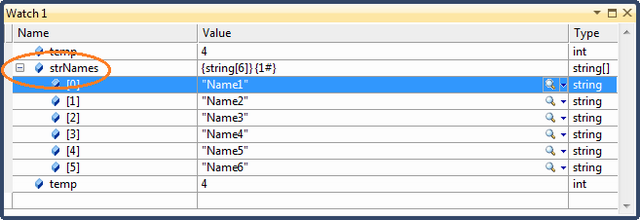 Watch 1
Name Value Type
temp 4 int
strNames {string[6]}{1#} string[]
[0] "Name1" string
[1] "Name2" string
[2] "Name3" string
[3] "Name4" string
[4] "Name5" string
[5] "Name6" string
temp 4 int